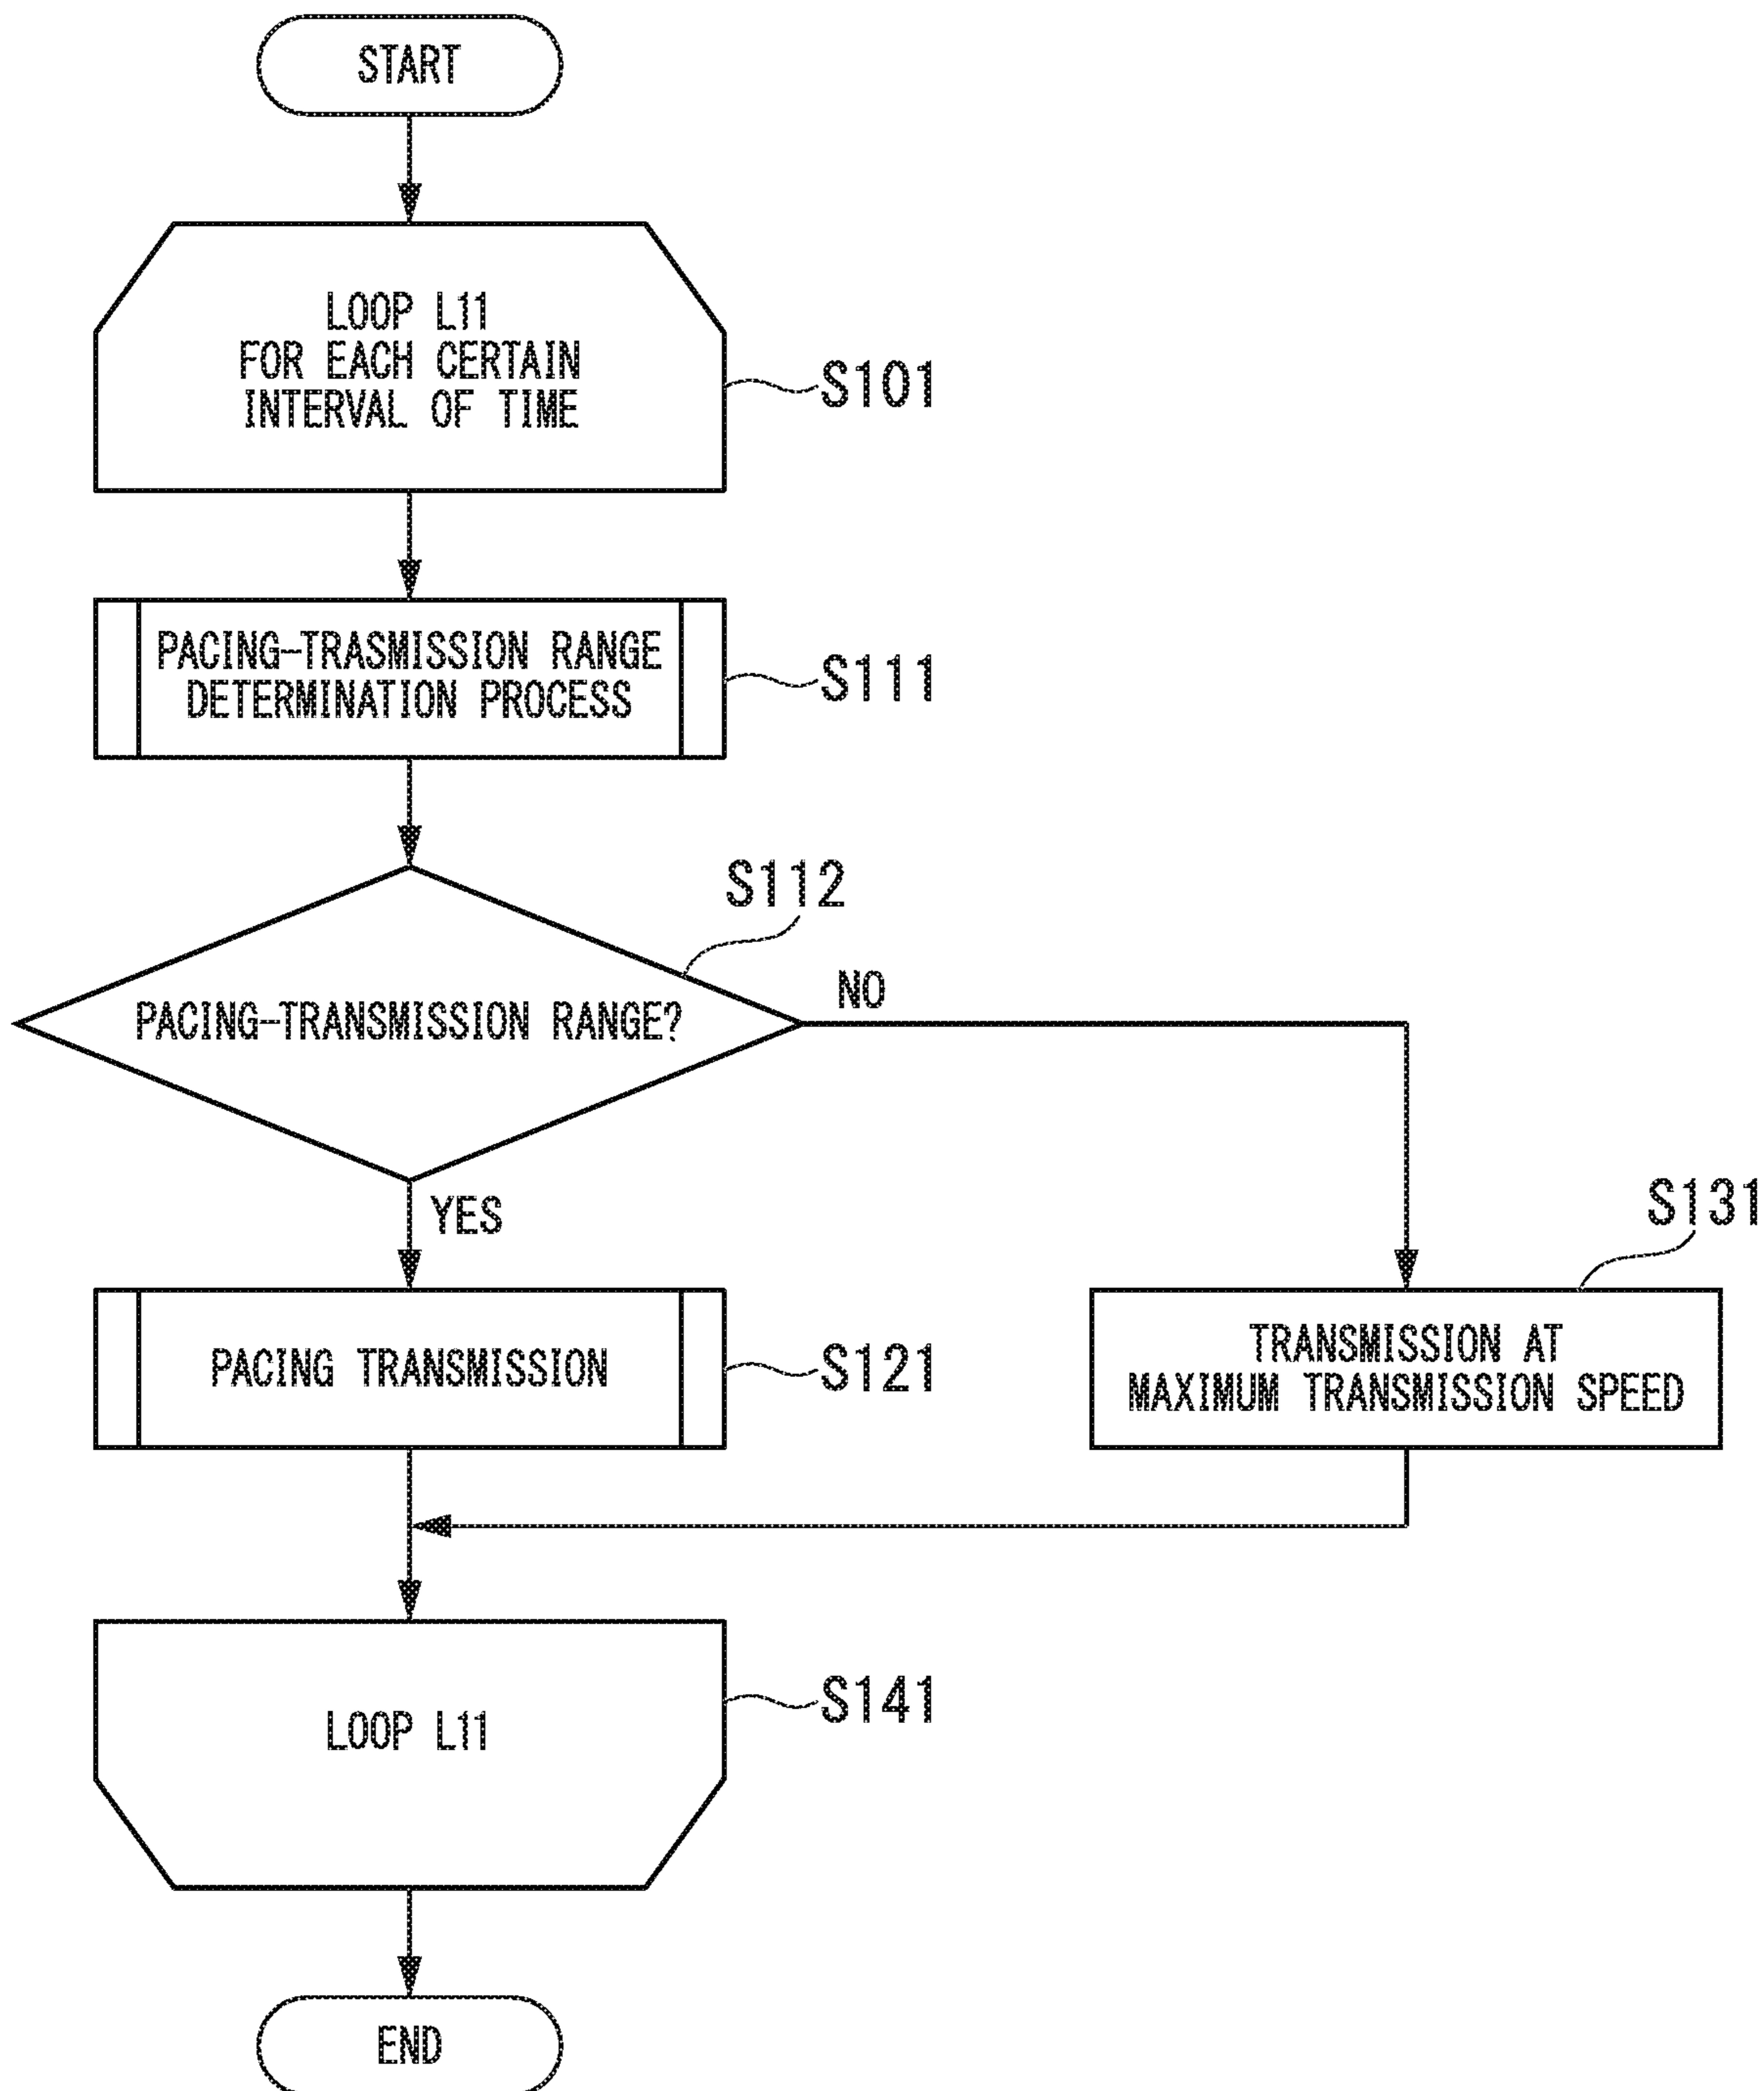 START
LOOP L11
FOR EACH CERTAIN
INTERVAL OF TIME
S101
PACING-TRASMISSION RANGE
DETERMINATION PROCESS
S111
S112
PACING-TRANSMISSION RANGE?
NO
YES
S131
PACING TRANSMISSION
S121
TRANSMISSION AT
MAXIMUM TRANSMISSION SPEED
LOOP L11
S141
END